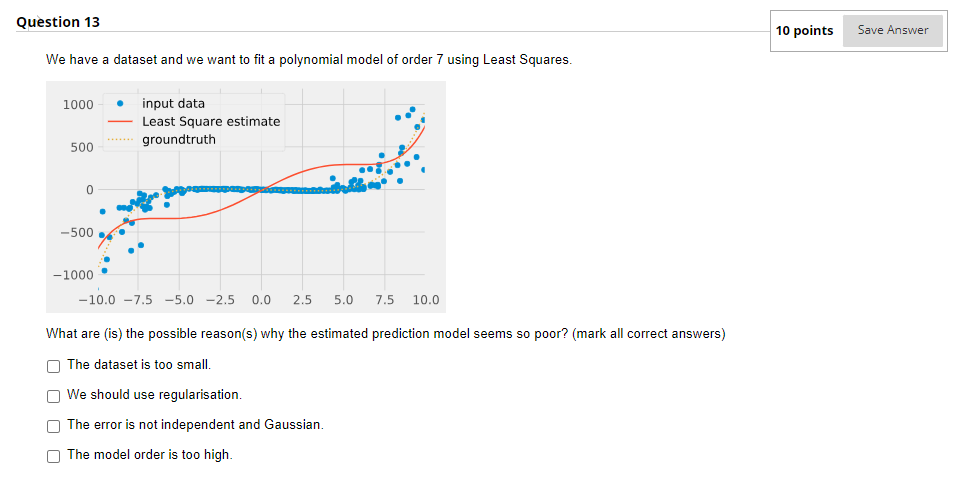 Question 13
10 points
Save Answer
We have a dataset and we want to fit a polynomial model of order 7 using Least Squares.
1000
500
0
−500
−1000
input data
Least Square estimate
groundtruth
−10.0 −7.5 −5.0 −2.5 0.0 2.5 5.0 7.5 10.0
What are (is) the possible reason(s) why the estimated prediction model seems so poor? (mark all correct answers)
The dataset is too small.
We should use regularisation.
The error is not independent and Gaussian.
The model order is too high.